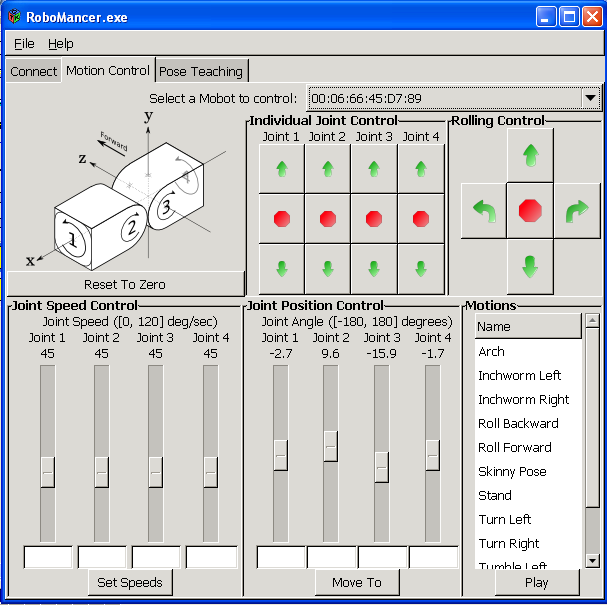 RoboMancer.exe
File Help
Connect Motion Control Pose Teaching
Select a Mobot to control: 00:06:66:45:D7:89
y
Forward
z
4
3
2
1
x
Reset To Zero
Individual Joint Control
Joint 1 Joint 2 Joint 3 Joint 4
Rolling Control
Joint Speed Control
Joint Speed ([0, 120] deg/sec)
Joint 1 Joint 2 Joint 3 Joint 4
45 45 45 45
Set Speeds
Joint Position Control
Joint Angle ([-180, 180] degrees)
Joint 1 Joint 2 Joint 3 Joint 4
-2.7 9.6 -15.9 -1.7
Move To
Motions
Name
Arch
Inchworm Left
Inchworm Right
Roll Backward
Roll Forward
Skinny Pose
Stand
Turn Left
Turn Right
Tumble Left
Play